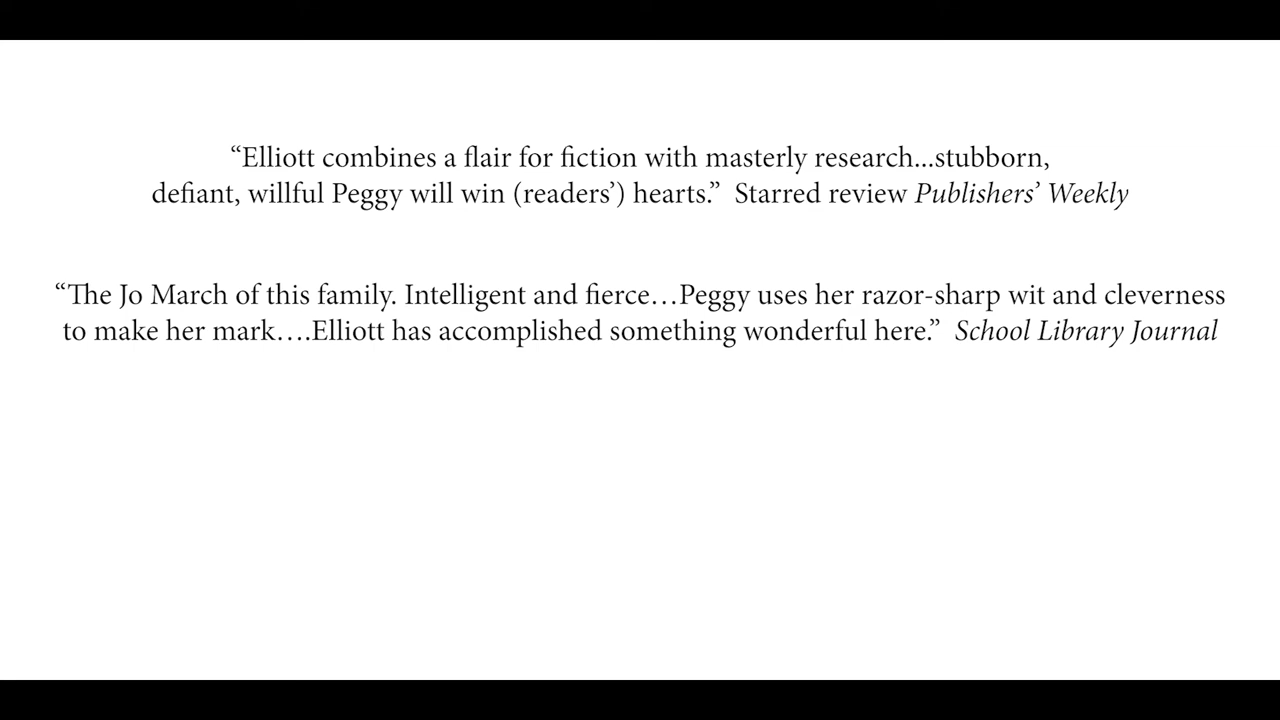 “Elliott combines a flair for fiction with masterly research...stubborn,
defiant, willful Peggy will win (readers’) hearts.”  Starred review Publishers’ Weekly
“The Jo March of this family. Intelligent and fierce…Peggy uses her razor-sharp wit and cleverness
to make her mark….Elliott has accomplished something wonderful here.”  School Library Journal